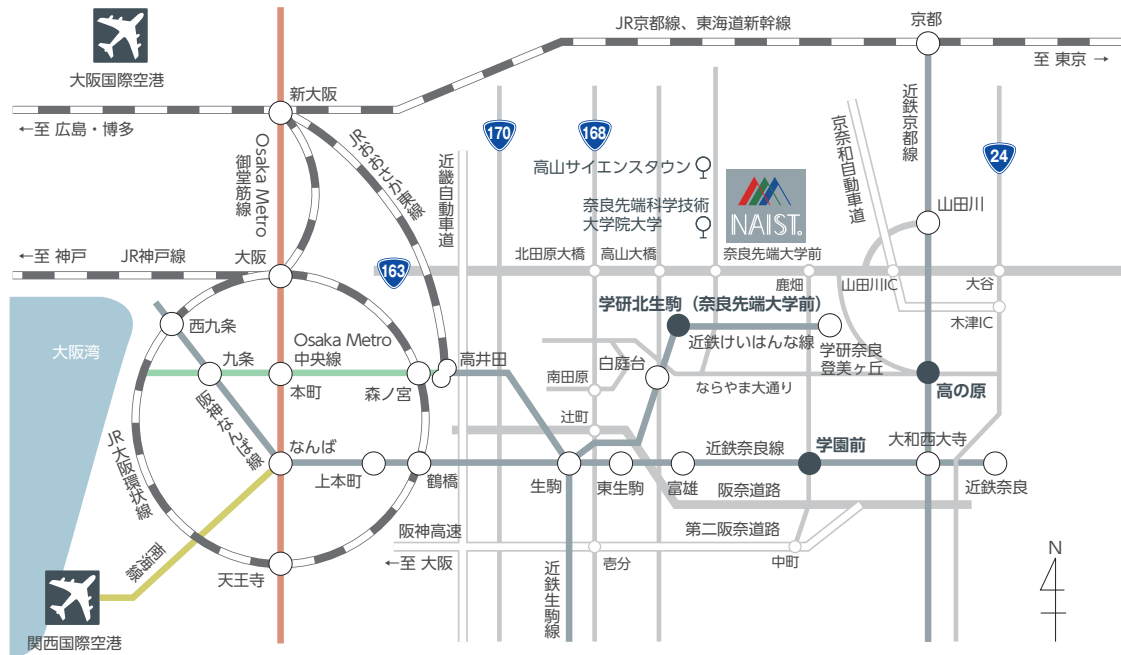 JR京都線、東海道新幹線
京都
至 東京 →
大阪国際空港
新大阪
←至 広島・博多
Osaka Metro
御堂筋線
JRおおさか東線
近畿自動車道
170
168
24
高山サイエンスタウン
奈良先端科学技術
大学院大学
NAIST®
京奈和自動車道
近鉄京都線
山田川
←至 神戸
JR神戸線
大阪
163
北田原大橋
高山大橋
奈良先端大学前
鹿畑
山田川IC
大谷
木津IC
大阪湾
西九条
九条
Osaka Metro
中央線
本町
森ノ宮
高井田
学研北生駒（奈良先端大学前）
近鉄けいはんな線
学研奈良
登美ヶ丘
白庭台
南田原
ならやま大通り
高の原
辻町
阪神なんば線
なんば
上本町
鶴橋
生駒
東生駒
富雄
近鉄奈良線
学園前
大和西大寺
近鉄奈良
JR大阪環状線
阪奈道路
阪神高速
第二阪奈道路
南海線
天王寺
←至 大阪
近鉄生駒線
壱分
中町
関西国際空港
N